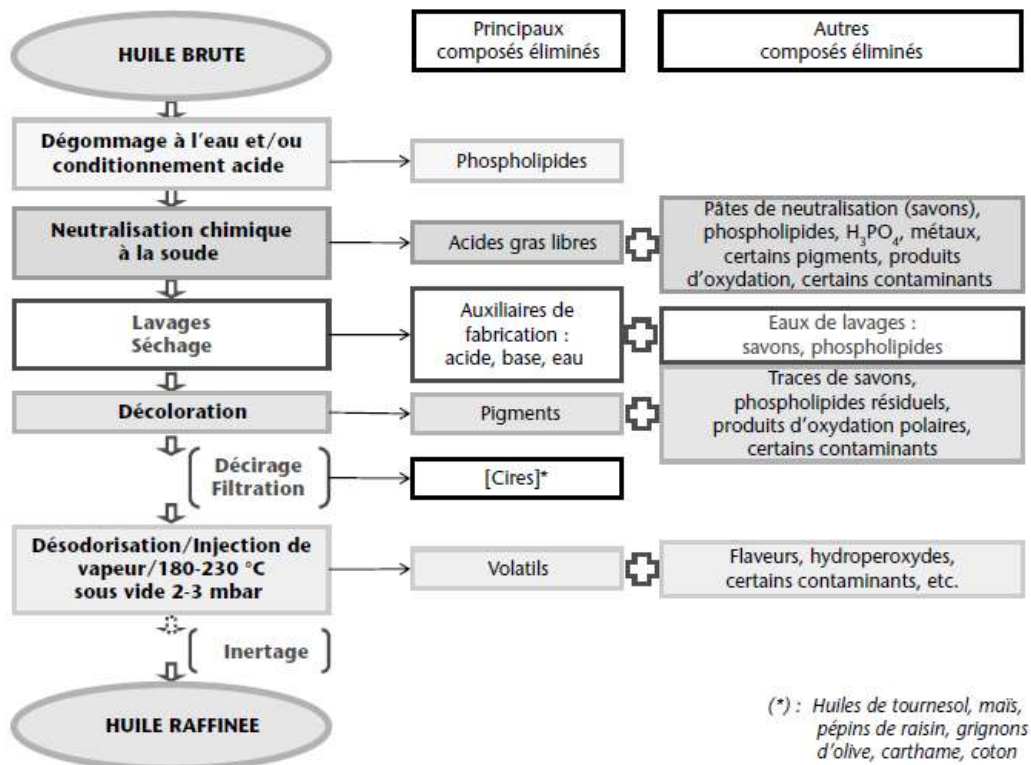 HUILE BRUTE
Principaux
composés éliminés
Autres
composés éliminés
Dégommage à l'eau et/ou
conditionnement acide
Phospholipides
Neutralisation chimique
à la soude
Acides gras libres
Pâtes de neutralisation (savons),
phospholipides, H₃PO₄, métaux,
certains pigments, produits
d'oxydation, certains contaminants
Lavages
Séchage
Auxiliaires de
fabrication :
acide, base, eau
Eaux de lavages :
savons, phospholipides
Décoloration
Pigments
Traces de savons,
phospholipides résiduels,
produits d'oxydation polaires,
certains contaminants
Décirage
Filtration
[Cires]*
Désodorisation/Injection de
vapeur/180-230 °C
sous vide 2-3 mbar
Volatils
Flaveurs, hydroperoxydes,
certains contaminants, etc.
Inertage
HUILE RAFFINEE
(*) : Huiles de tournesol, maïs,
pépins de raisin, grignons
d'olive, carthame, coton